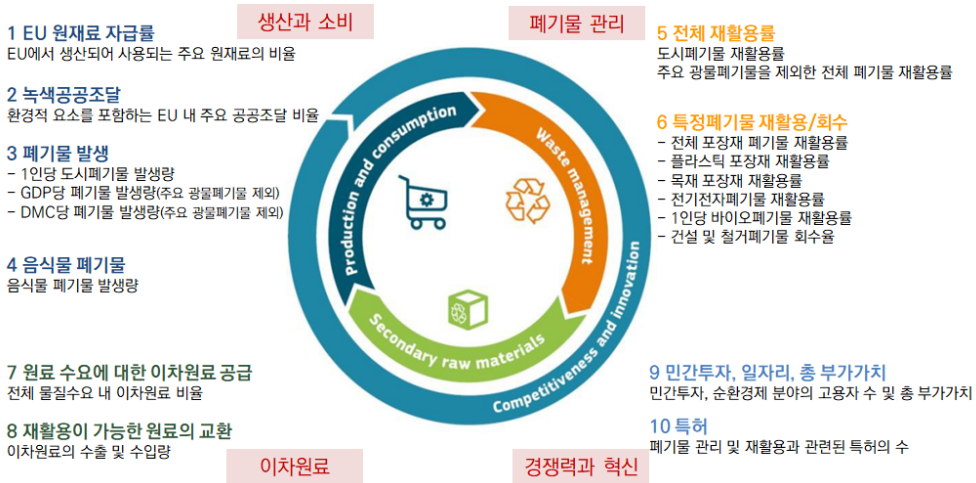 생산과 소비
폐기물 관리
1 EU 원재료 자급률
EU에서 생산되어 사용되는 주요 원재료의 비율
2 녹색공공조달
환경적 요소를 포함하는 EU 내 주요 공공조달 비율
3 폐기물 발생
- 1인당 도시폐기물 발생량
- GDP당 폐기물 발생량(주요 광물폐기물 제외)
- DMC당 폐기물 발생량(주요 광물폐기물 제외)
4 음식물 폐기물
음식물 폐기물 발생량
5 전체 재활용률
도시폐기물 재활용률
주요 광물폐기물을 제외한 전체 폐기물 재활용률
6 특정폐기물 재활용/회수
- 전체 포장재 폐기물 재활용률
- 플라스틱 포장재 재활용률
- 목재 포장재 재활용률
- 전기전자폐기물 재활용률
- 1인당 바이오폐기물 재활용률
- 건설 및 철거폐기물 회수율
Production and consumption
Waste management
Secondary raw materials
Competitiveness and innovation
7 원료 수요에 대한 이차원료 공급
전체 물질수요 내 이차원료 비율
8 재활용이 가능한 원료의 교환
이차원료의 수출 및 수입량
9 민간투자, 일자리, 총 부가가치
민간투자, 순환경제 분야의 고용자 수 및 총 부가가치
10 특허
폐기물 관리 및 재활용과 관련된 특허의 수
이차원료
경쟁력과 혁신